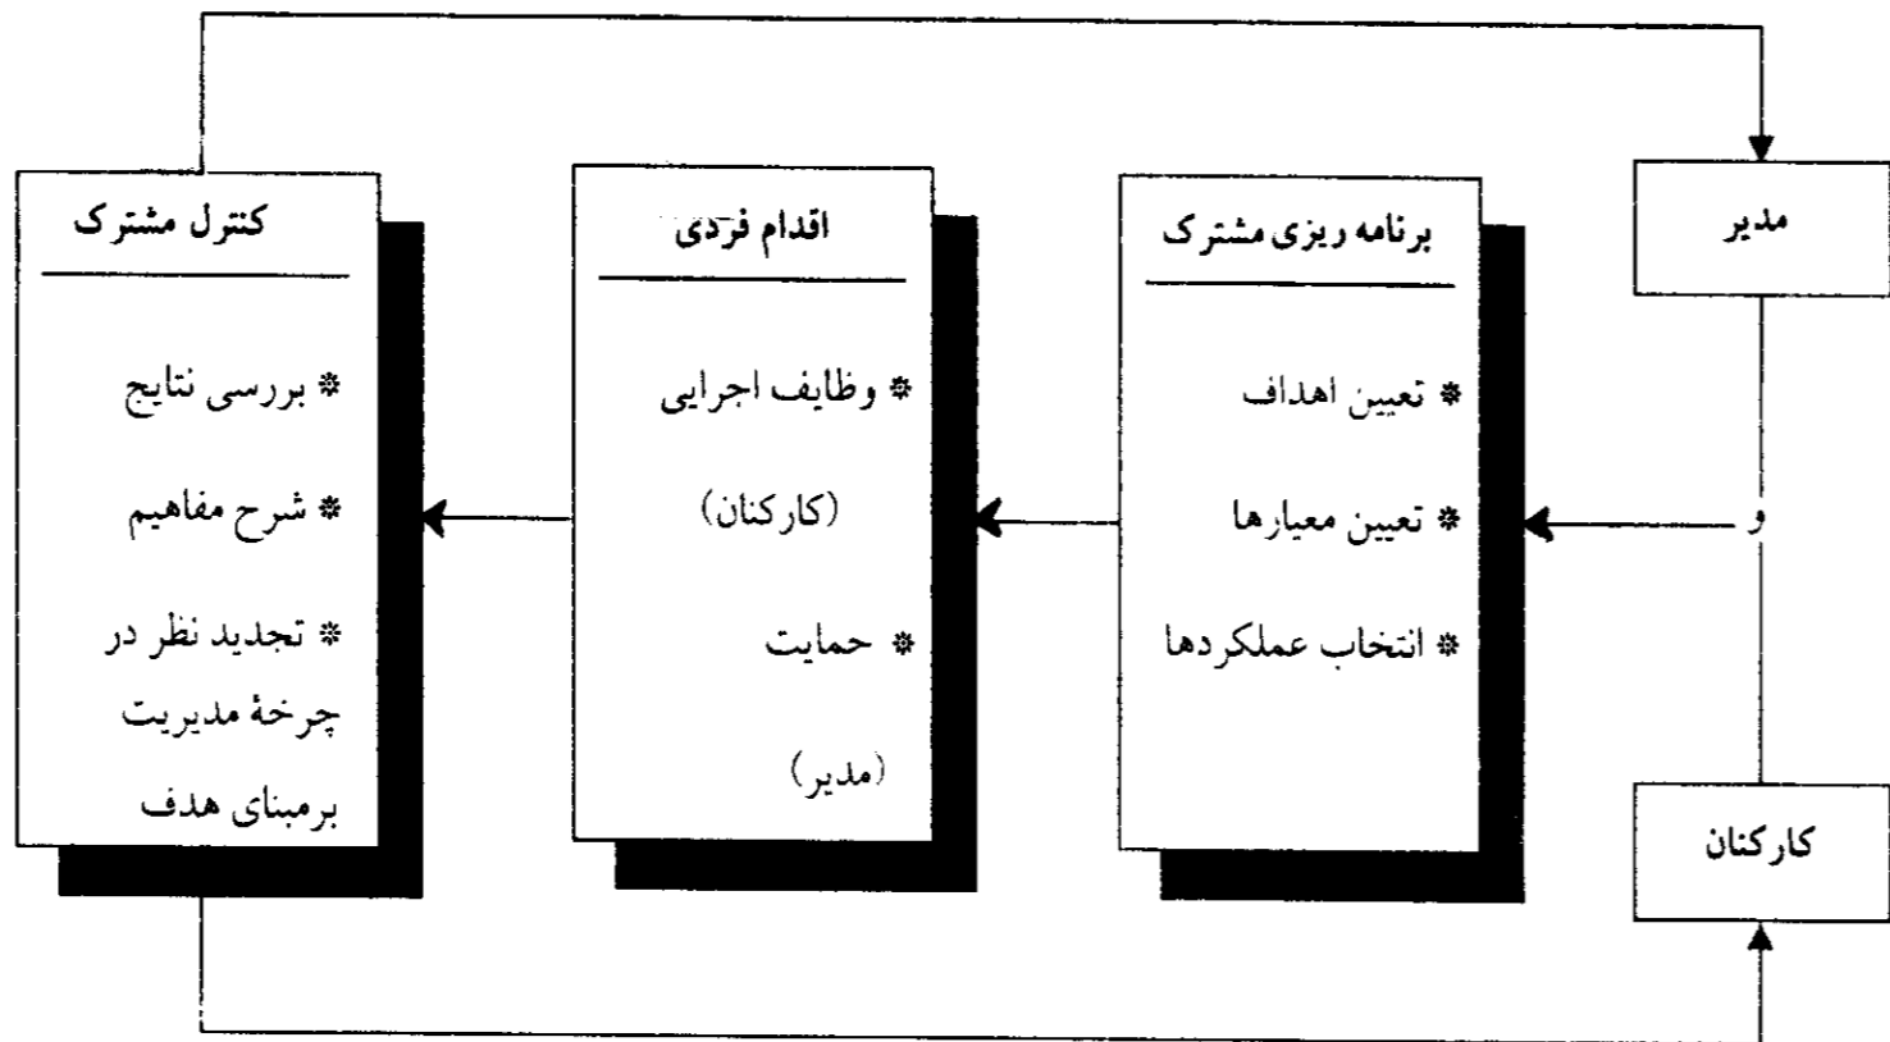 مدیر
و
کارکنان
برنامه ریزی مشترک
* تعیین اهداف
* تعیین معیارها
* انتخاب عملکردها
اقدام فردی
* وظایف اجرایی
(کارکنان)
* حمایت
(مدیر)
کنترل مشترک
* بررسی نتایج
* شرح مفاهیم
* تجدید نظر در
چرخۀ مدیریت
برمبنای هدف